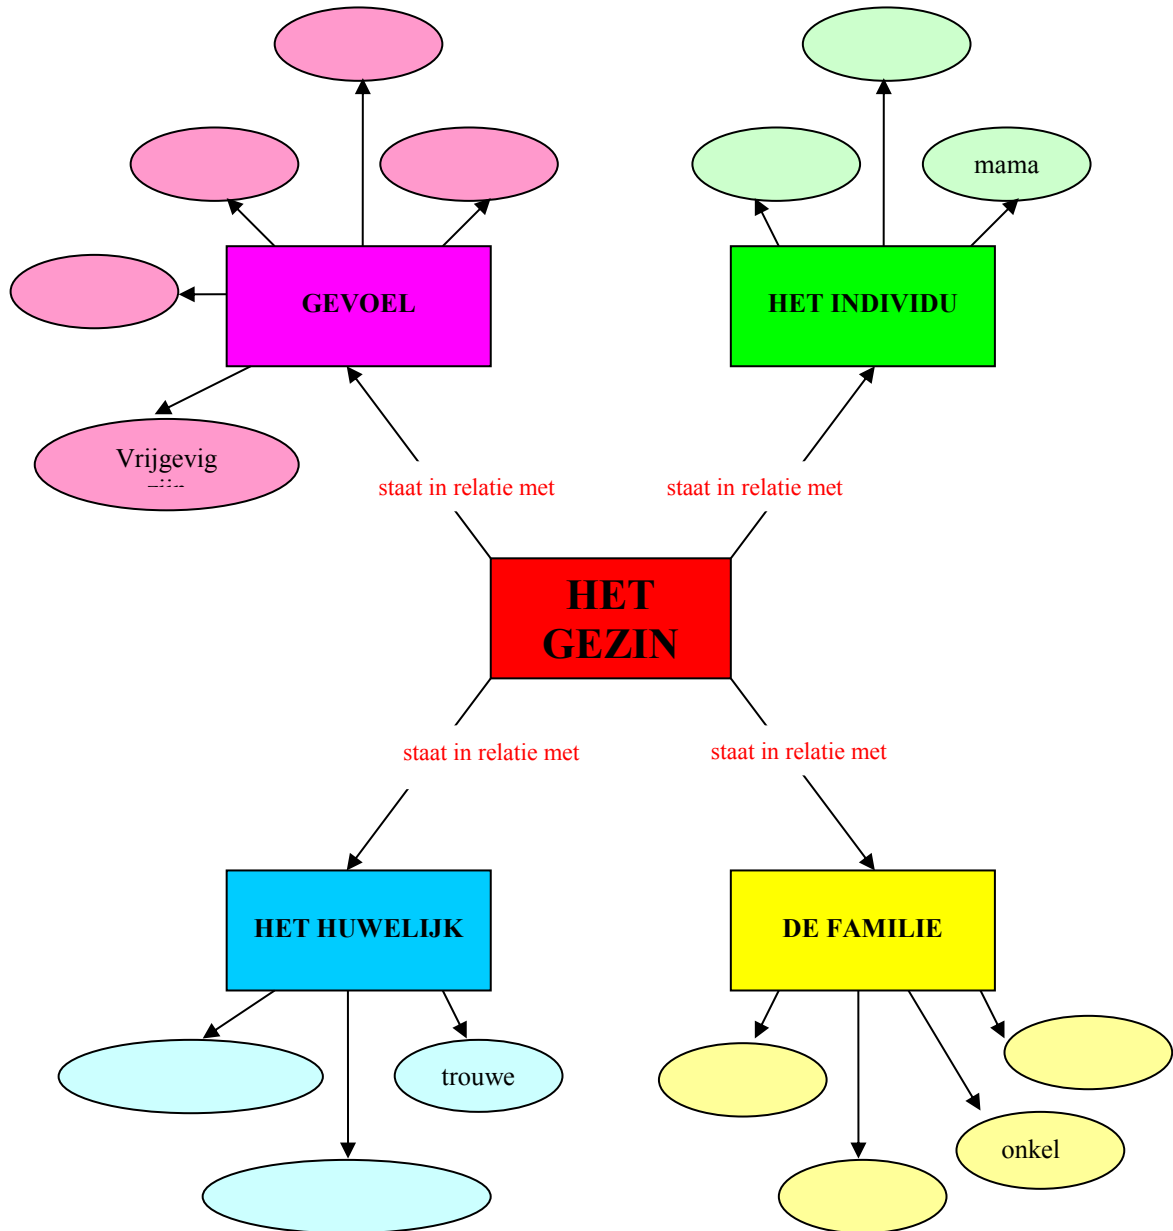 mama
GEVOEL
HET INDIVIDU
Vrijgevig
staat in relatie met
staat in relatie met
HET
GEZIN
staat in relatie met
staat in relatie met
HET HUWELIJK
DE FAMILIE
trouwe
onkel